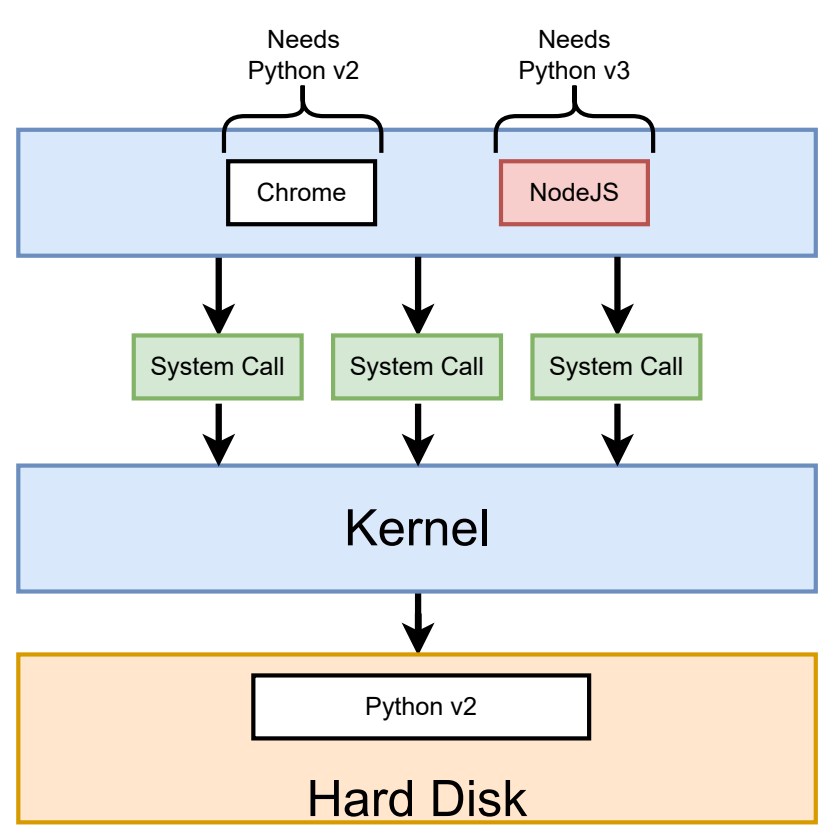 Needs
Python v2
Needs
Python v3
Chrome
NodeJS
System Call
System Call
System Call
Kernel
Python v2
Hard Disk